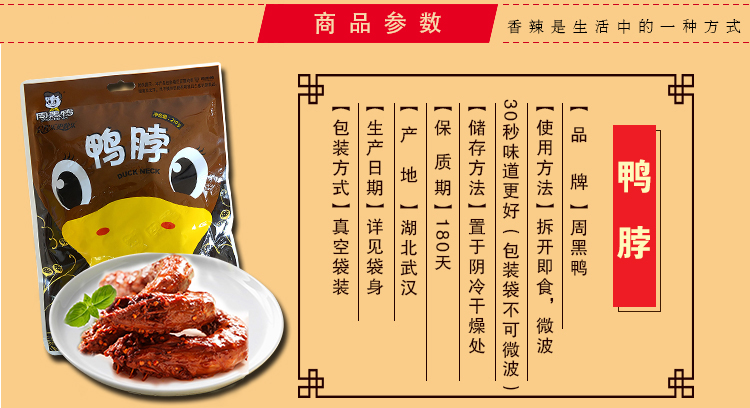 商品参数
香辣是生活中的一种方式
周黑鸭
鸭脖
DUCK NECK
鸭脖
【品牌】周黑鸭
【使用方法】拆开即食，微波
30秒味道更好（包装袋不可微波）
【储存方法】置于阴冷干燥处
【保质期】180天
【产地】湖北武汉
【生产日期】详见袋身
【包装方式】真空袋装